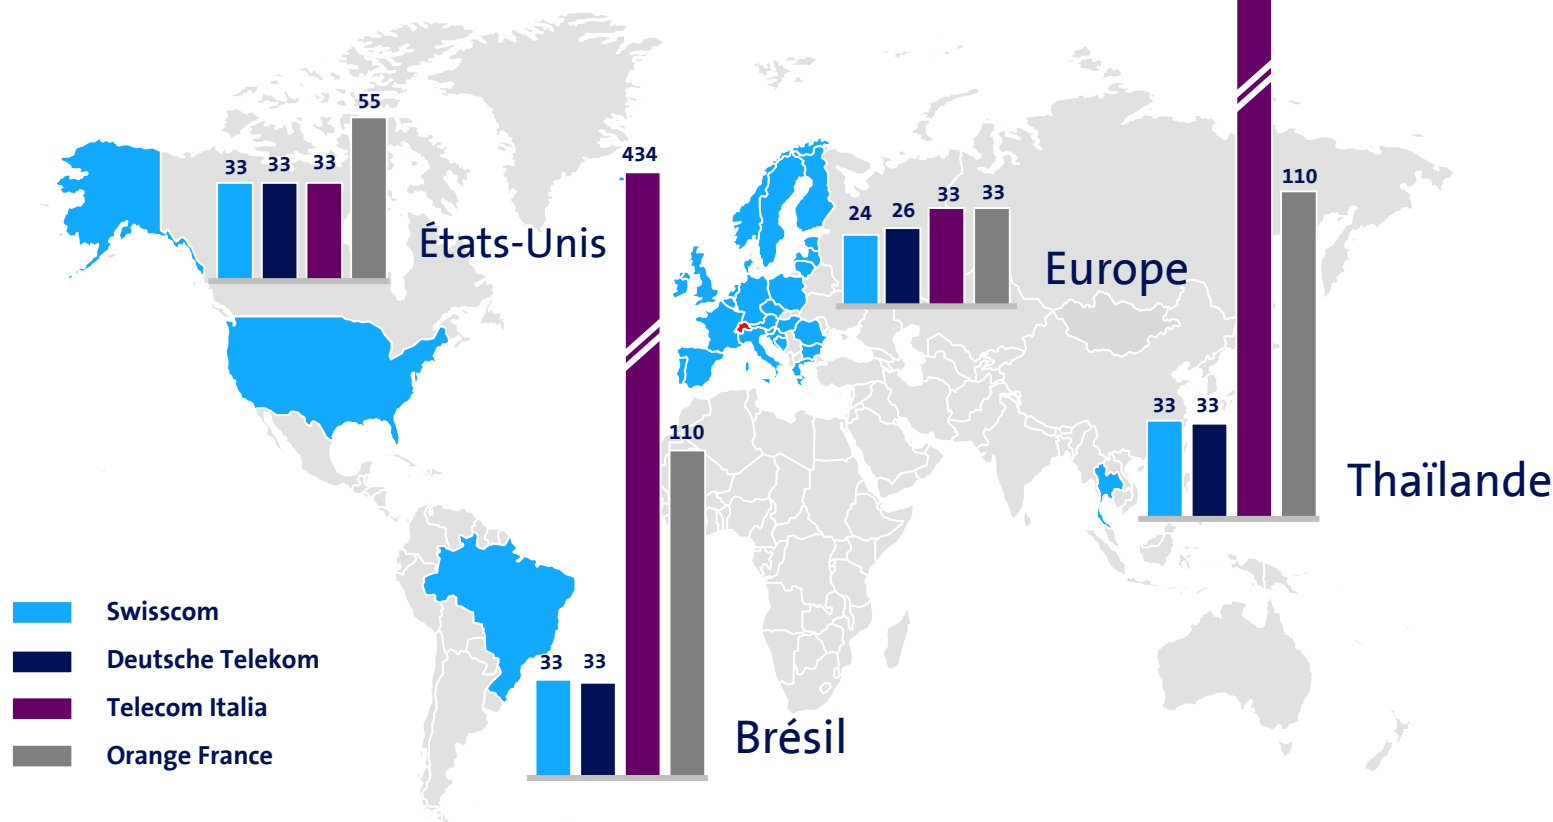 55
33 33 33
États-Unis
434
24 26 33 33
Europe
110
33 33
Thaïlande
110
33 33
Brésil
Swisscom
Deutsche Telekom
Telecom Italia
Orange France